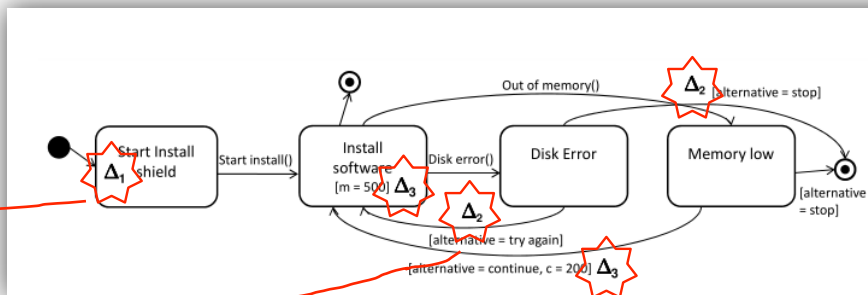 Out of memory()
Δ2
[alternative = stop]
Start Install
shield
Δ1
Start install()
Install
software
[m = 500]
Δ3
Disk error()
Disk Error
Memory low
[alternative
= stop]
Δ2
[alternative = try again]
[alternative = continue, c = 200]
Δ3